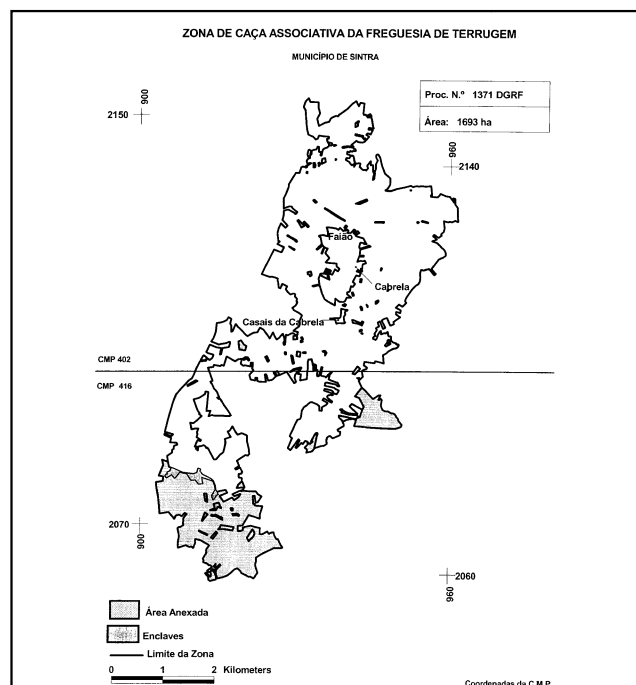 ZONA DE CAÇA ASSOCIATIVA DA FREGUESIA DE TERRUGEM
MUNICÍPIO DE SINTRA
Proc. N.º 1371 DGRF
Área: 1693 ha
900
2150
960
2140
Faião
Cabrela
Casais da Cabrela
CMP 402
CMP 416
2070
900
2060
960
Área Anexada
Enclaves
Limite da Zona
0 1 2 Kilometers
Coordenadas da C.M.P.